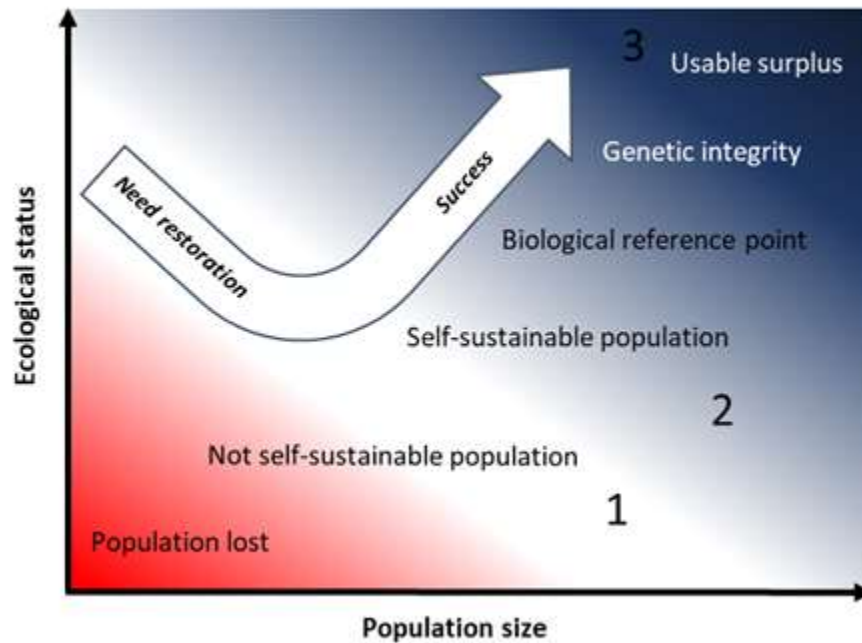 3
Usable surplus
Genetic integrity
Need restoration
Success
Biological reference point
Self-sustainable population
2
Not self-sustainable population
1
Population lost
Ecological status
Population size